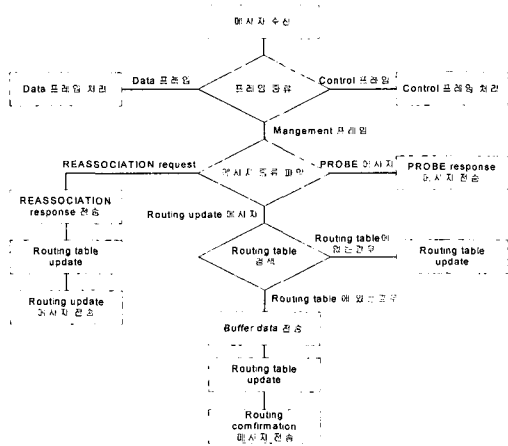 메시지 수신
Data 프레임
Control 프레임
Data 프레임 처리
프레임 종류
Control 프레임 처리
Mangement 프레임
REASSOCIATION request
PROBE 메시지
메시지 종류 파악
PROBE response
메시지 전송
REASSOCIATION
response 전송
Routing update 메시지
Routing table
update
Routing table
검색
Routing table에
없는경우
Routing table
update
Routing update
메시지 전송
Routing table 에 있는경우
Buffer data 전송
Routing table
update
Routing
comfirmation
메시지 전송